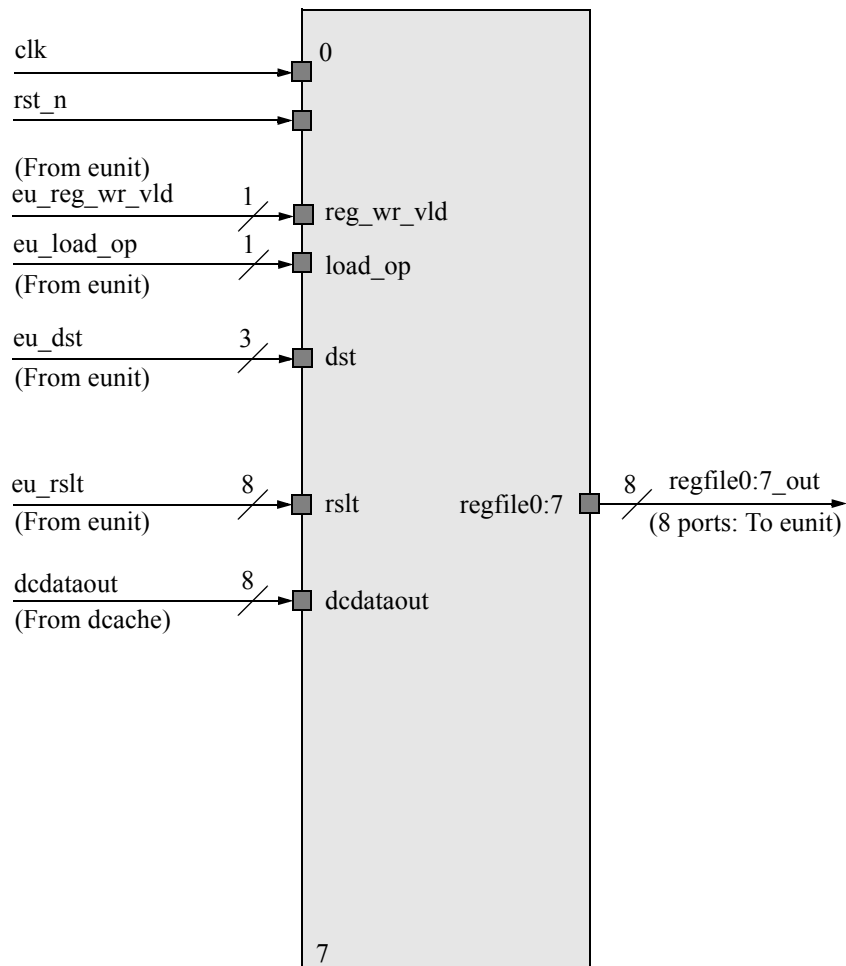 clk
0
rst_n
(From eunit)
eu_reg_wr_vld
1
reg_wr_vld
eu_load_op
1
load_op
(From eunit)
eu_dst
3
dst
(From eunit)
eu_rslt
8
rslt
(From eunit)
regfile0:7
8
regfile0:7_out
(8 ports: To eunit)
dcdataout
8
dcdataout
(From dcache)
7